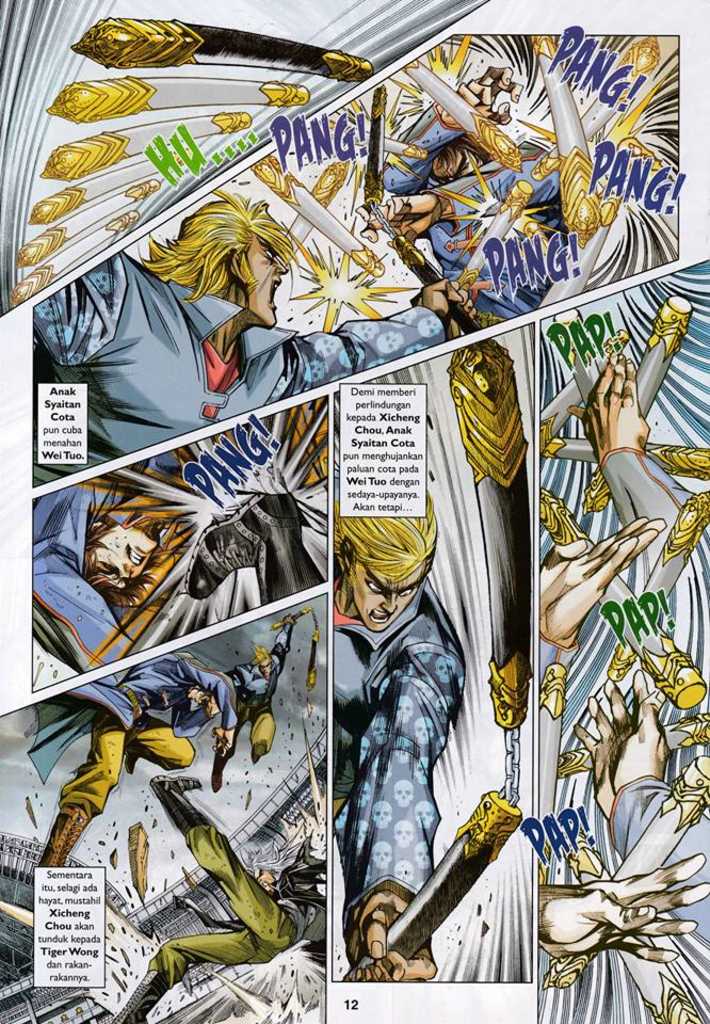 HU.....
PANG!
PANG!
PANG!
PANG!
Anak
Syaitan
Cota
pun cuba
menahan
Wei Tuo.
PANG!
Demi memberi
perlindungan
kepada Xicheng
Chou, Anak
Syaitan Cota
pun menghujankan
paluan cota pada
Wei Tuo dengan
sedaya-upayanya.
Akan tetapi...
PAP!
PAP!
PAP!
Sementara
itu, selagi ada
hayat, mustahil
Xicheng
Chou akan
tunduk kepada
Tiger Wong
dan rakan-
rakannya.
12